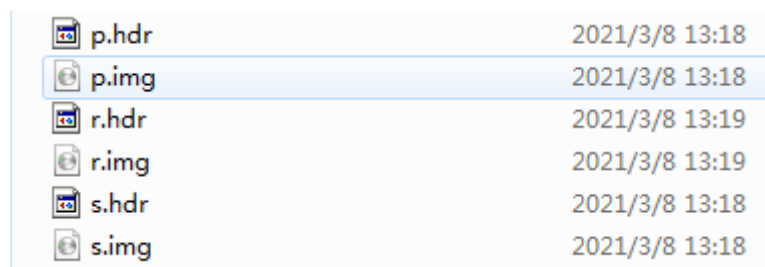 p.hdr 2021/3/8 13:18
p.img 2021/3/8 13:18
r.hdr 2021/3/8 13:19
r.img 2021/3/8 13:19
s.hdr 2021/3/8 13:18
s.img 2021/3/8 13:18